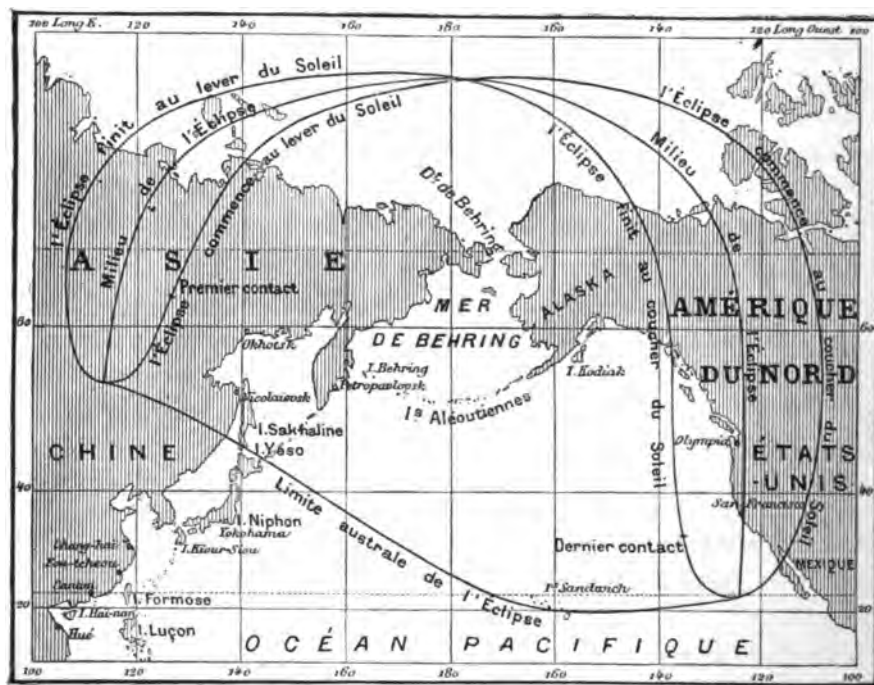 100 Long E. 120 140 160 180 160 140 120 Long Ouest 100
l'Éclipse finit au lever du Soleil
Milieu de l'Éclipse
l'Éclipse commence au lever du Soleil
l'Éclipse finit au coucher du Soleil
Milieu de l'Éclipse
l'Éclipse commence au coucher du Soleil
Dt. de Behring
ASIE
Premier contact
ALASKA
MER
DE BEHRING
AMÉRIQUE
DU NORD
60
60
Okhotsk
I. Behring
Petropavlovsk
I. Kodiak
Is Aléoutiennes
Nicolaievsk
I. Sakhaline
I. Yéso
CHINE
Olympia
ÉTATS
-UNIS
40
40
San Francisco
Limite australe de l'Éclipse
I. Niphon
Yokohama
I. Kiour-Siou
Dernier contact
MEXIQUE
Chang-hai
Fou-tcheou
Canton
Is Sandwich
20
20
I. Formose
I. Haï-nan
Hué
I. Luçon
OCÉAN PACIFIQUE
100 120 140 160 180 160 140 120 100